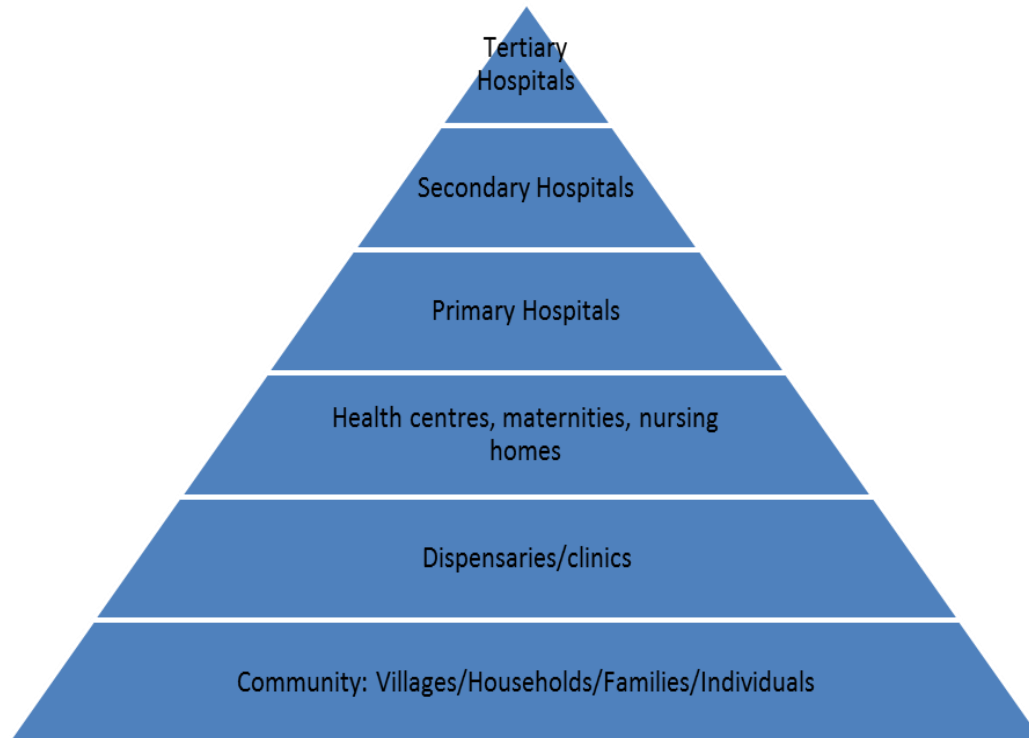 Tertiary
Hospitals
Secondary Hospitals
Primary Hospitals
Health centres, maternities, nursing
homes
Dispensaries/clinics
Community: Villages/Households/Families/Individuals